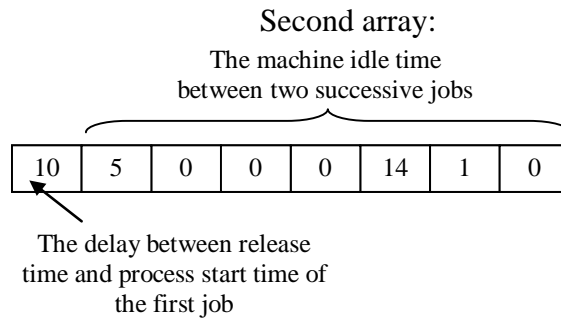 Second array:
The machine idle time
between two successive jobs
10 5 0 0 0 14 1 0
The delay between release
time and process start time of
the first job